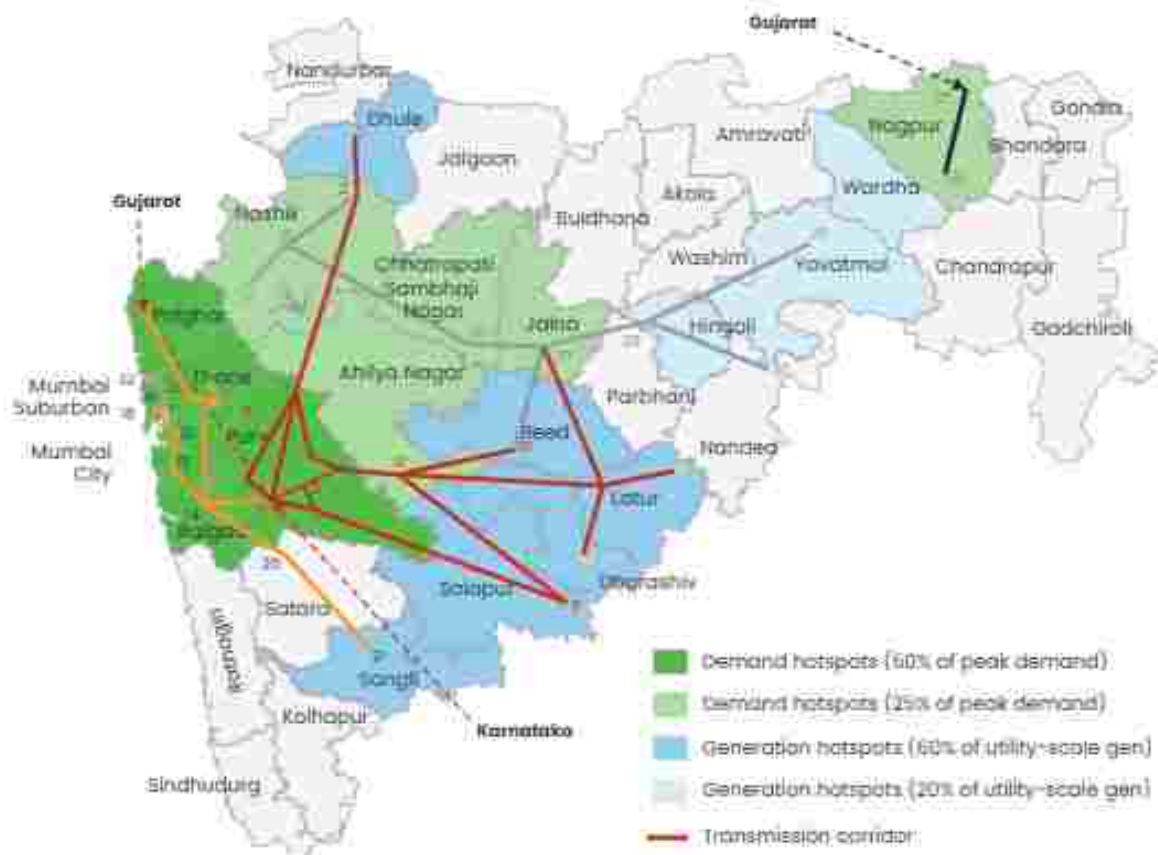 Gujarat
Nandurbar
Dhule
Jalgaon
Amravati
Nagpur
Gondia
Bhandara
Akola
Wardha
Gujarat
Nashik
Buldhana
Washim
Yavatmal
Chandrapur
Chhatrapati
Sambhaji
Nagar
Palghar
Jalna
Hingoli
Gadchiroli
Mumbai
Suburban
Thane
Ahilya Nagar
Parbhani
Mumbai
City
Pune
Beed
Nanded
Latur
Raigad
Satara
Solapur
Dharashiv
Ratnagiri
Sangli
Kolhapur
Karnataka
Sindhudurg
Demand hotspots (60% of peak demand)
Demand hotspots (25% of peak demand)
Generation hotspots (60% of utility-scale gen)
Generation hotspots (20% of utility-scale gen)
Transmission corridor